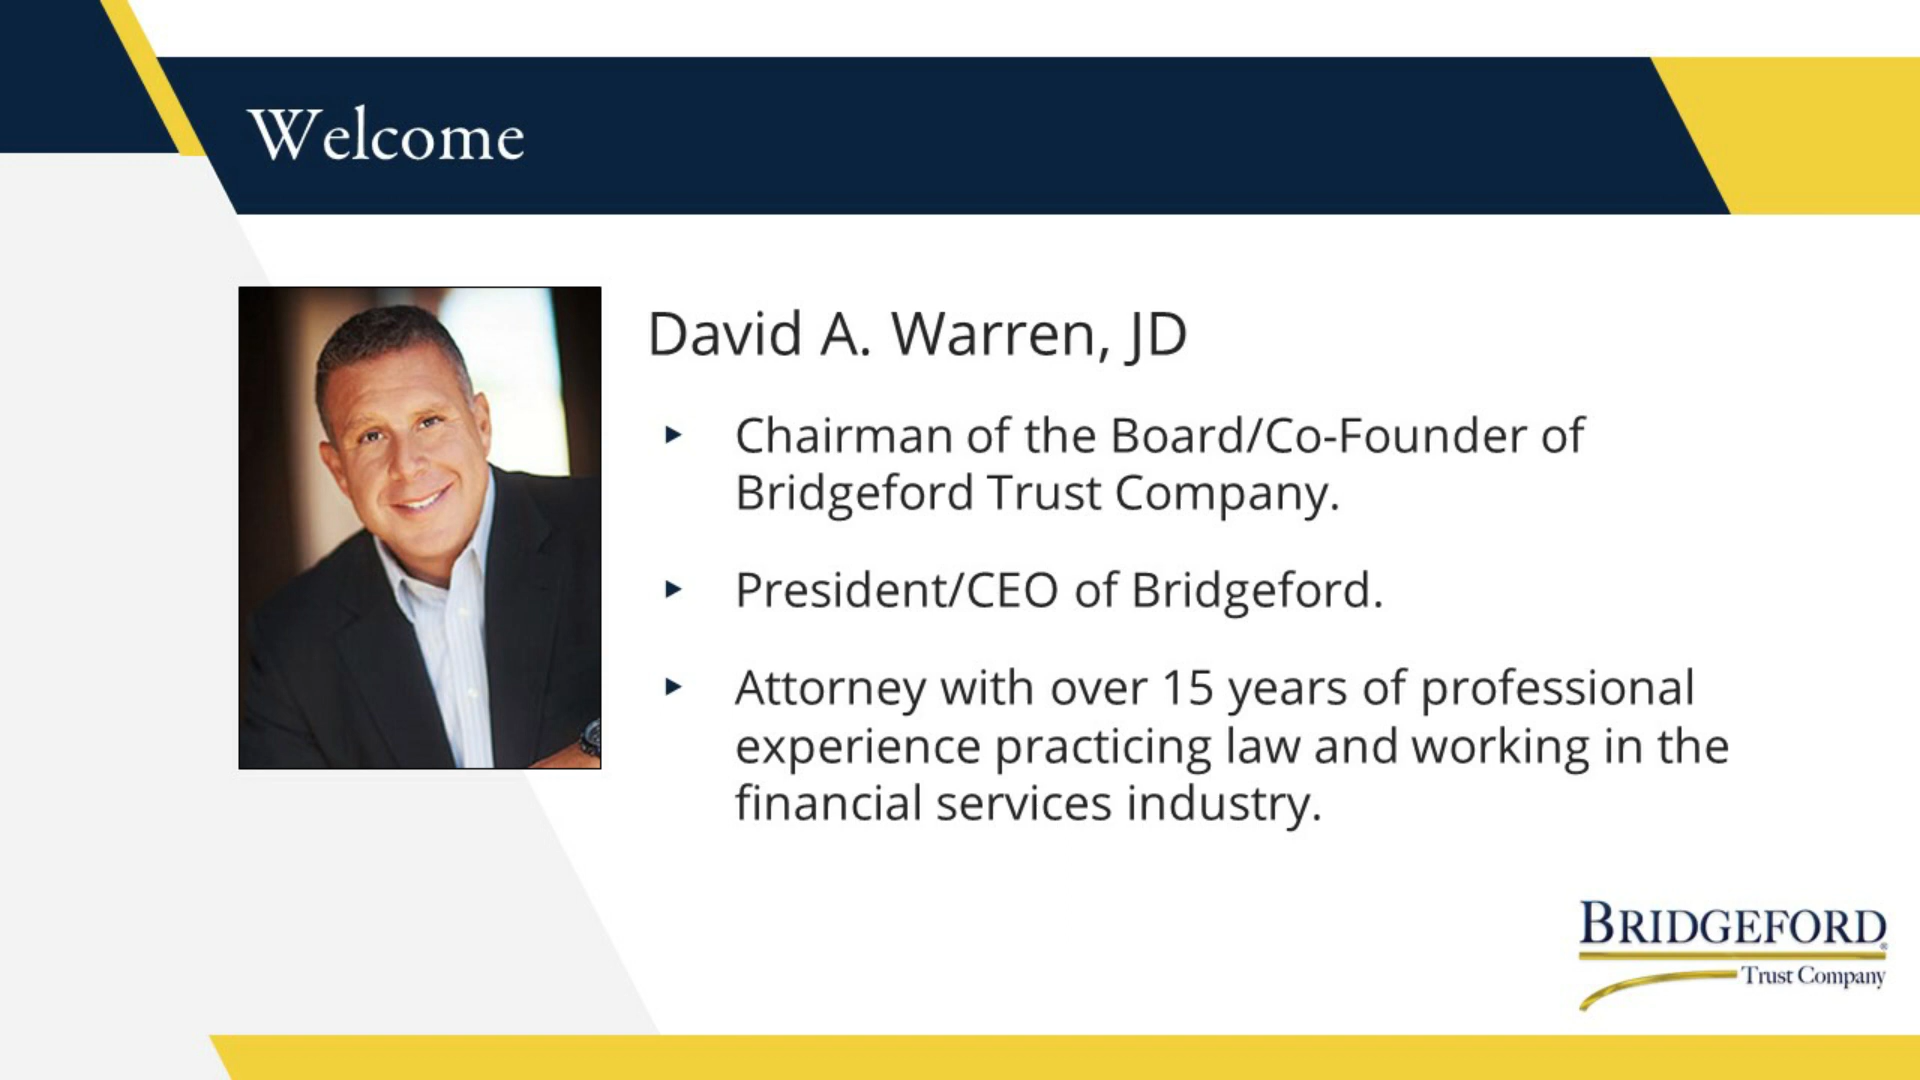 Welcome
David A. Warren, JD
Chairman of the Board/Co-Founder of
Bridgeford Trust Company.
President/CEO of Bridgeford.
Attorney with over 15 years of professional
experience practicing law and working in the
financial services industry.
BRIDGEFORD®
Trust Company